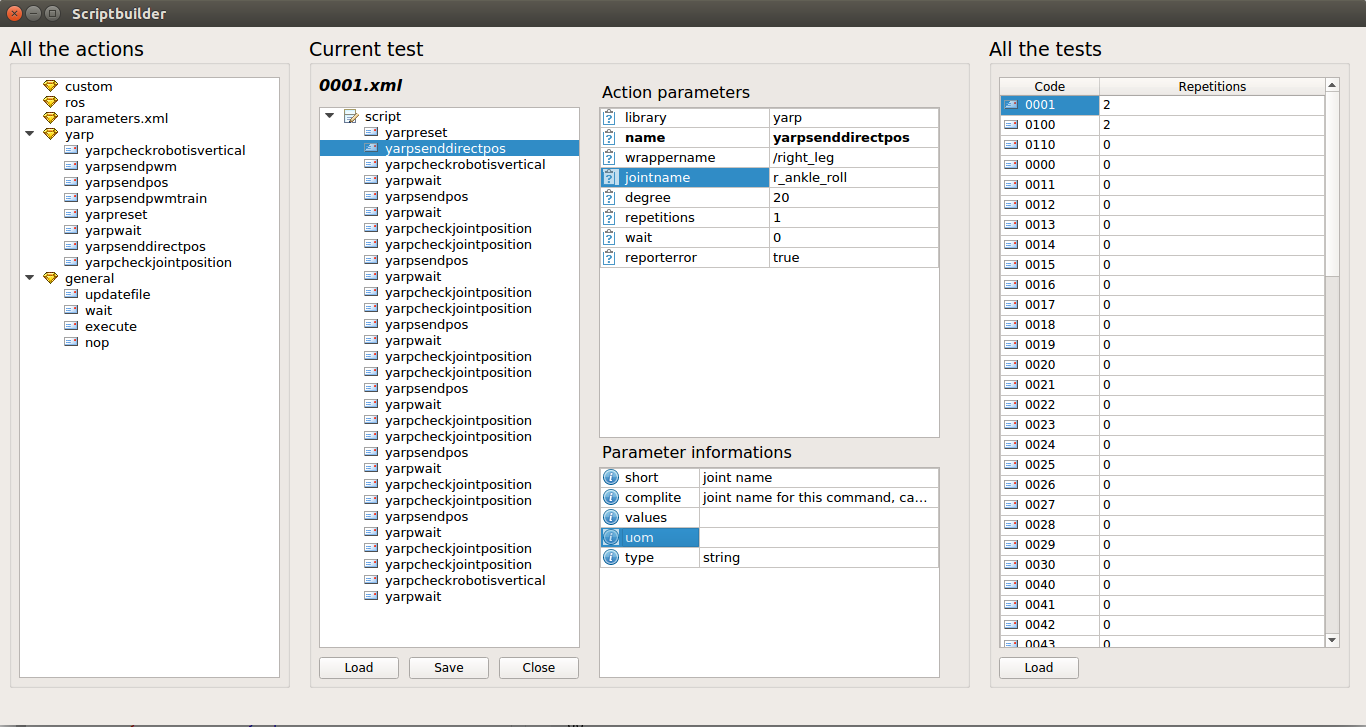 Scriptbuilder
All the actions
custom
ros
parameters.xml
yarp
yarpcheckrobotisvertical
yarpsendpwm
yarpsendpos
yarpsendpwmtrain
yarpreset
yarpwait
yarpsenddirectpos
yarpcheckjointposition
general
updatefile
wait
execute
nop
Current test
0001.xml
script
yarpreset
yarpsenddirectpos
yarpcheckrobotisvertical
yarpwait
yarpsendpos
yarpwait
yarpcheckjointposition
yarpcheckjointposition
yarpsendpos
yarpwait
yarpcheckjointposition
yarpcheckjointposition
yarpsendpos
yarpwait
yarpcheckjointposition
yarpcheckjointposition
yarpsendpos
yarpwait
yarpcheckjointposition
yarpcheckjointposition
yarpsendpos
yarpwait
yarpcheckjointposition
yarpcheckjointposition
yarpsendpos
yarpwait
yarpcheckjointposition
yarpcheckjointposition
yarpcheckrobotisvertical
yarpwait
Load Save Close
Action parameters
library yarp
name yarpsenddirectpos
wrappername /right_leg
jointname r_ankle_roll
degree 20
repetitions 1
wait 0
reporterror true
Parameter informations
short joint name
complite joint name for this command, ca...
values
uom
type string
All the tests
Code Repetitions
0001 2
0100 2
0110 0
0000 0
0011 0
0012 0
0013 0
0014 0
0015 0
0016 0
0017 0
0018 0
0019 0
0020 0
0021 0
0022 0
0023 0
0024 0
0025 0
0026 0
0027 0
0028 0
0029 0
0030 0
0040 0
0041 0
0042 0
0043 0
Load